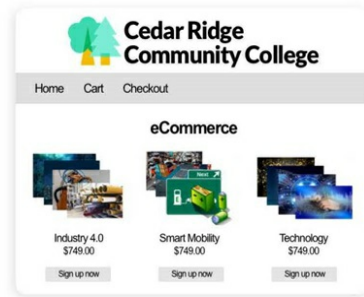 Cedar Ridge
Community College
Home Cart Checkout
eCommerce
Next
Industry 4.0
$749.00
Sign up now
Smart Mobility
$749.00
Sign up now
Technology
$749.00
Sign up now